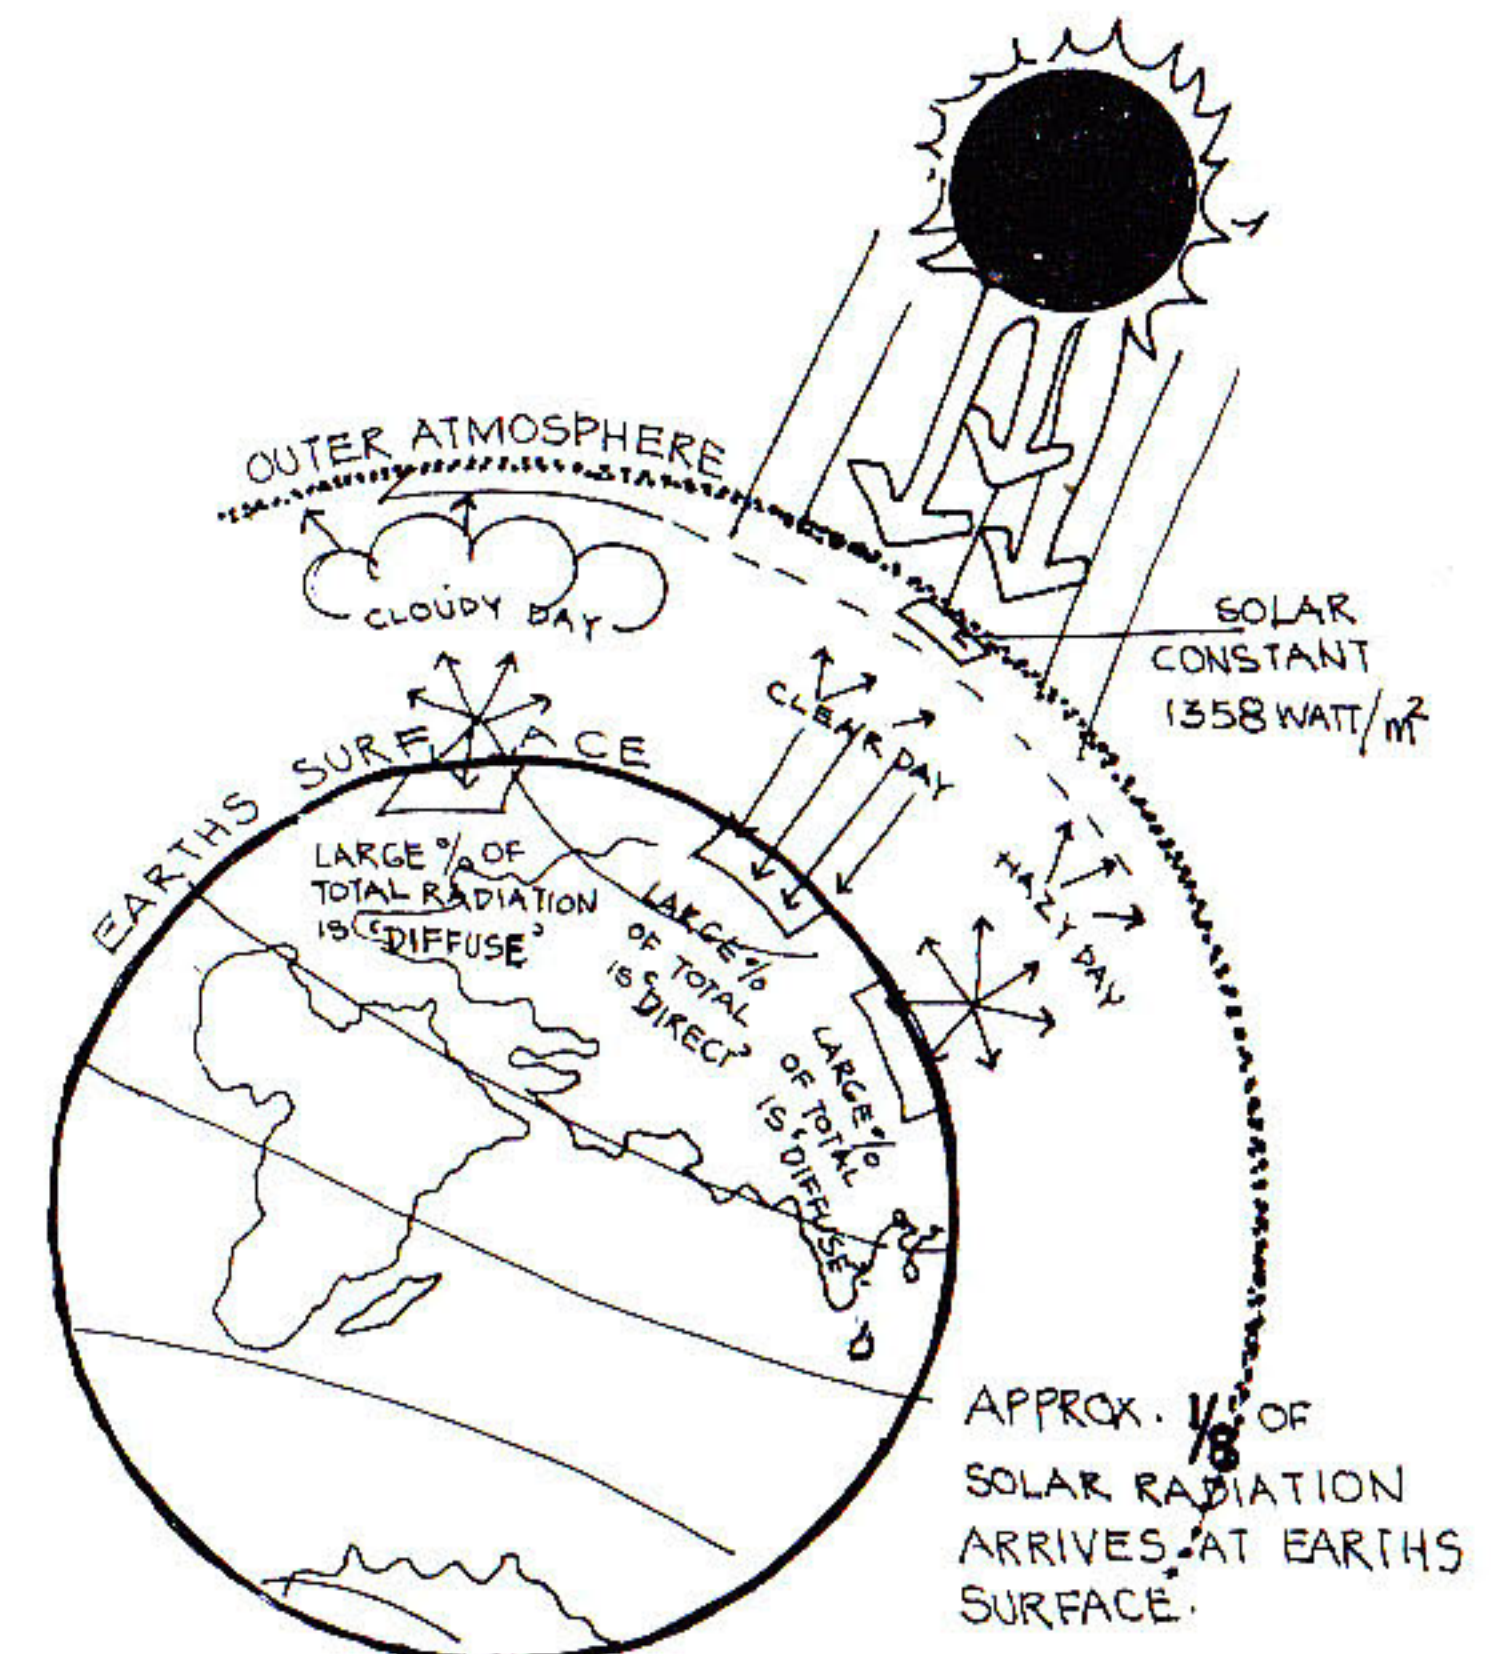 OUTER ATMOSPHERE
CLOUDY DAY
SOLAR
CONSTANT
1358 WATT/m²
CLEAR DAY
EARTHS SURFACE
HAZY DAY
LARGE % OF
TOTAL RADIATION
IS "DIFFUSE"
LARGE %
OF TOTAL
IS "DIRECT"
LARGE %
OF TOTAL
IS "DIFFUSE"
APPROX. 1/8 OF
SOLAR RADIATION
ARRIVES AT EARTHS
SURFACE.